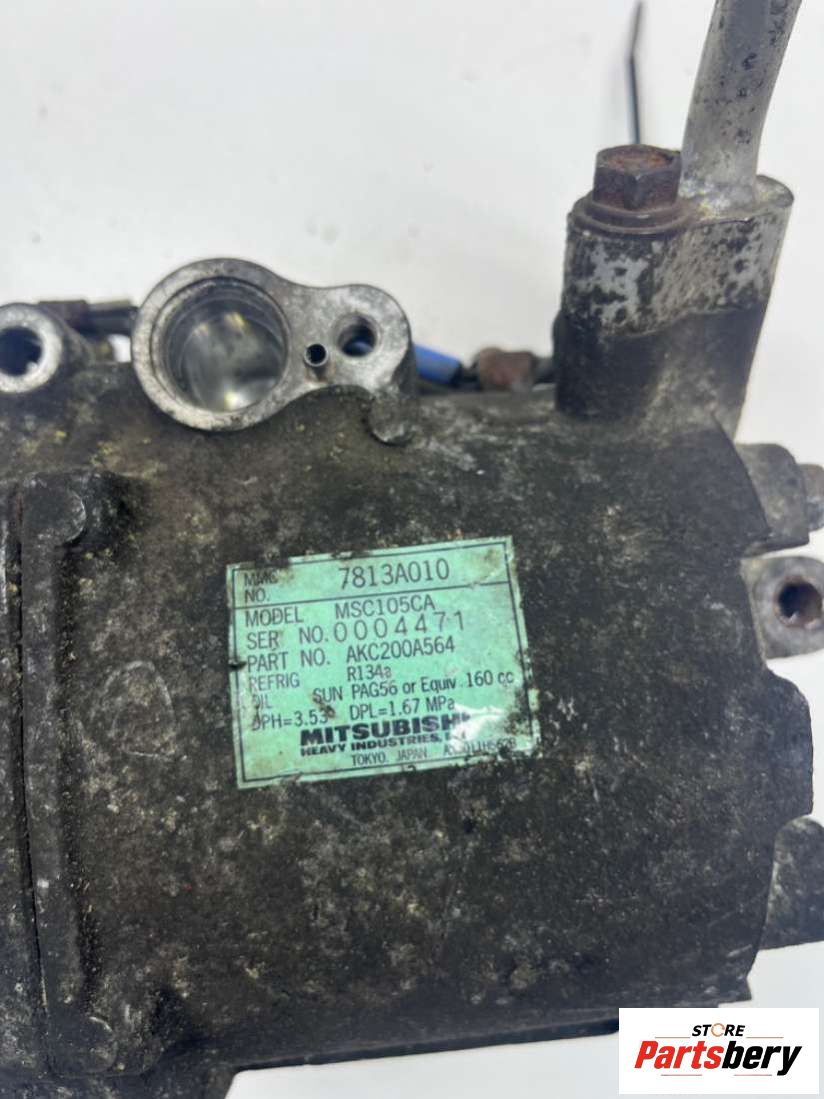 MMC NO. 7813A010
MODEL MSC105CA
SER NO. 0004471
PART NO. AKC200A564
REFRIG R134a
OIL SUN PAG56 or Equiv. 160 cc
DPH=3.53 DPL=1.67 MPa
MITSUBISHI
HEAVY INDUSTRIES,
TOKYO, JAPAN
STORE
Partsbery